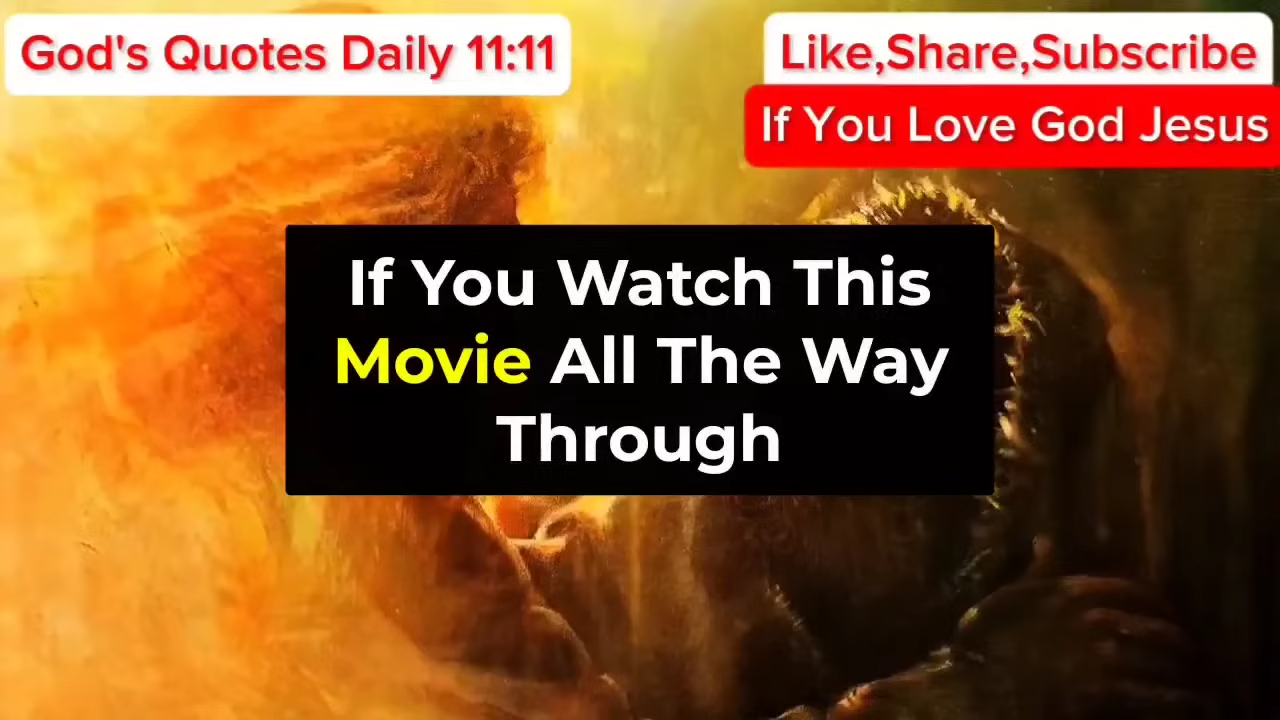 God's Quotes Daily 11:11
Like,Share,Subscribe
If You Love God Jesus
If You Watch This
Movie All The Way
Through